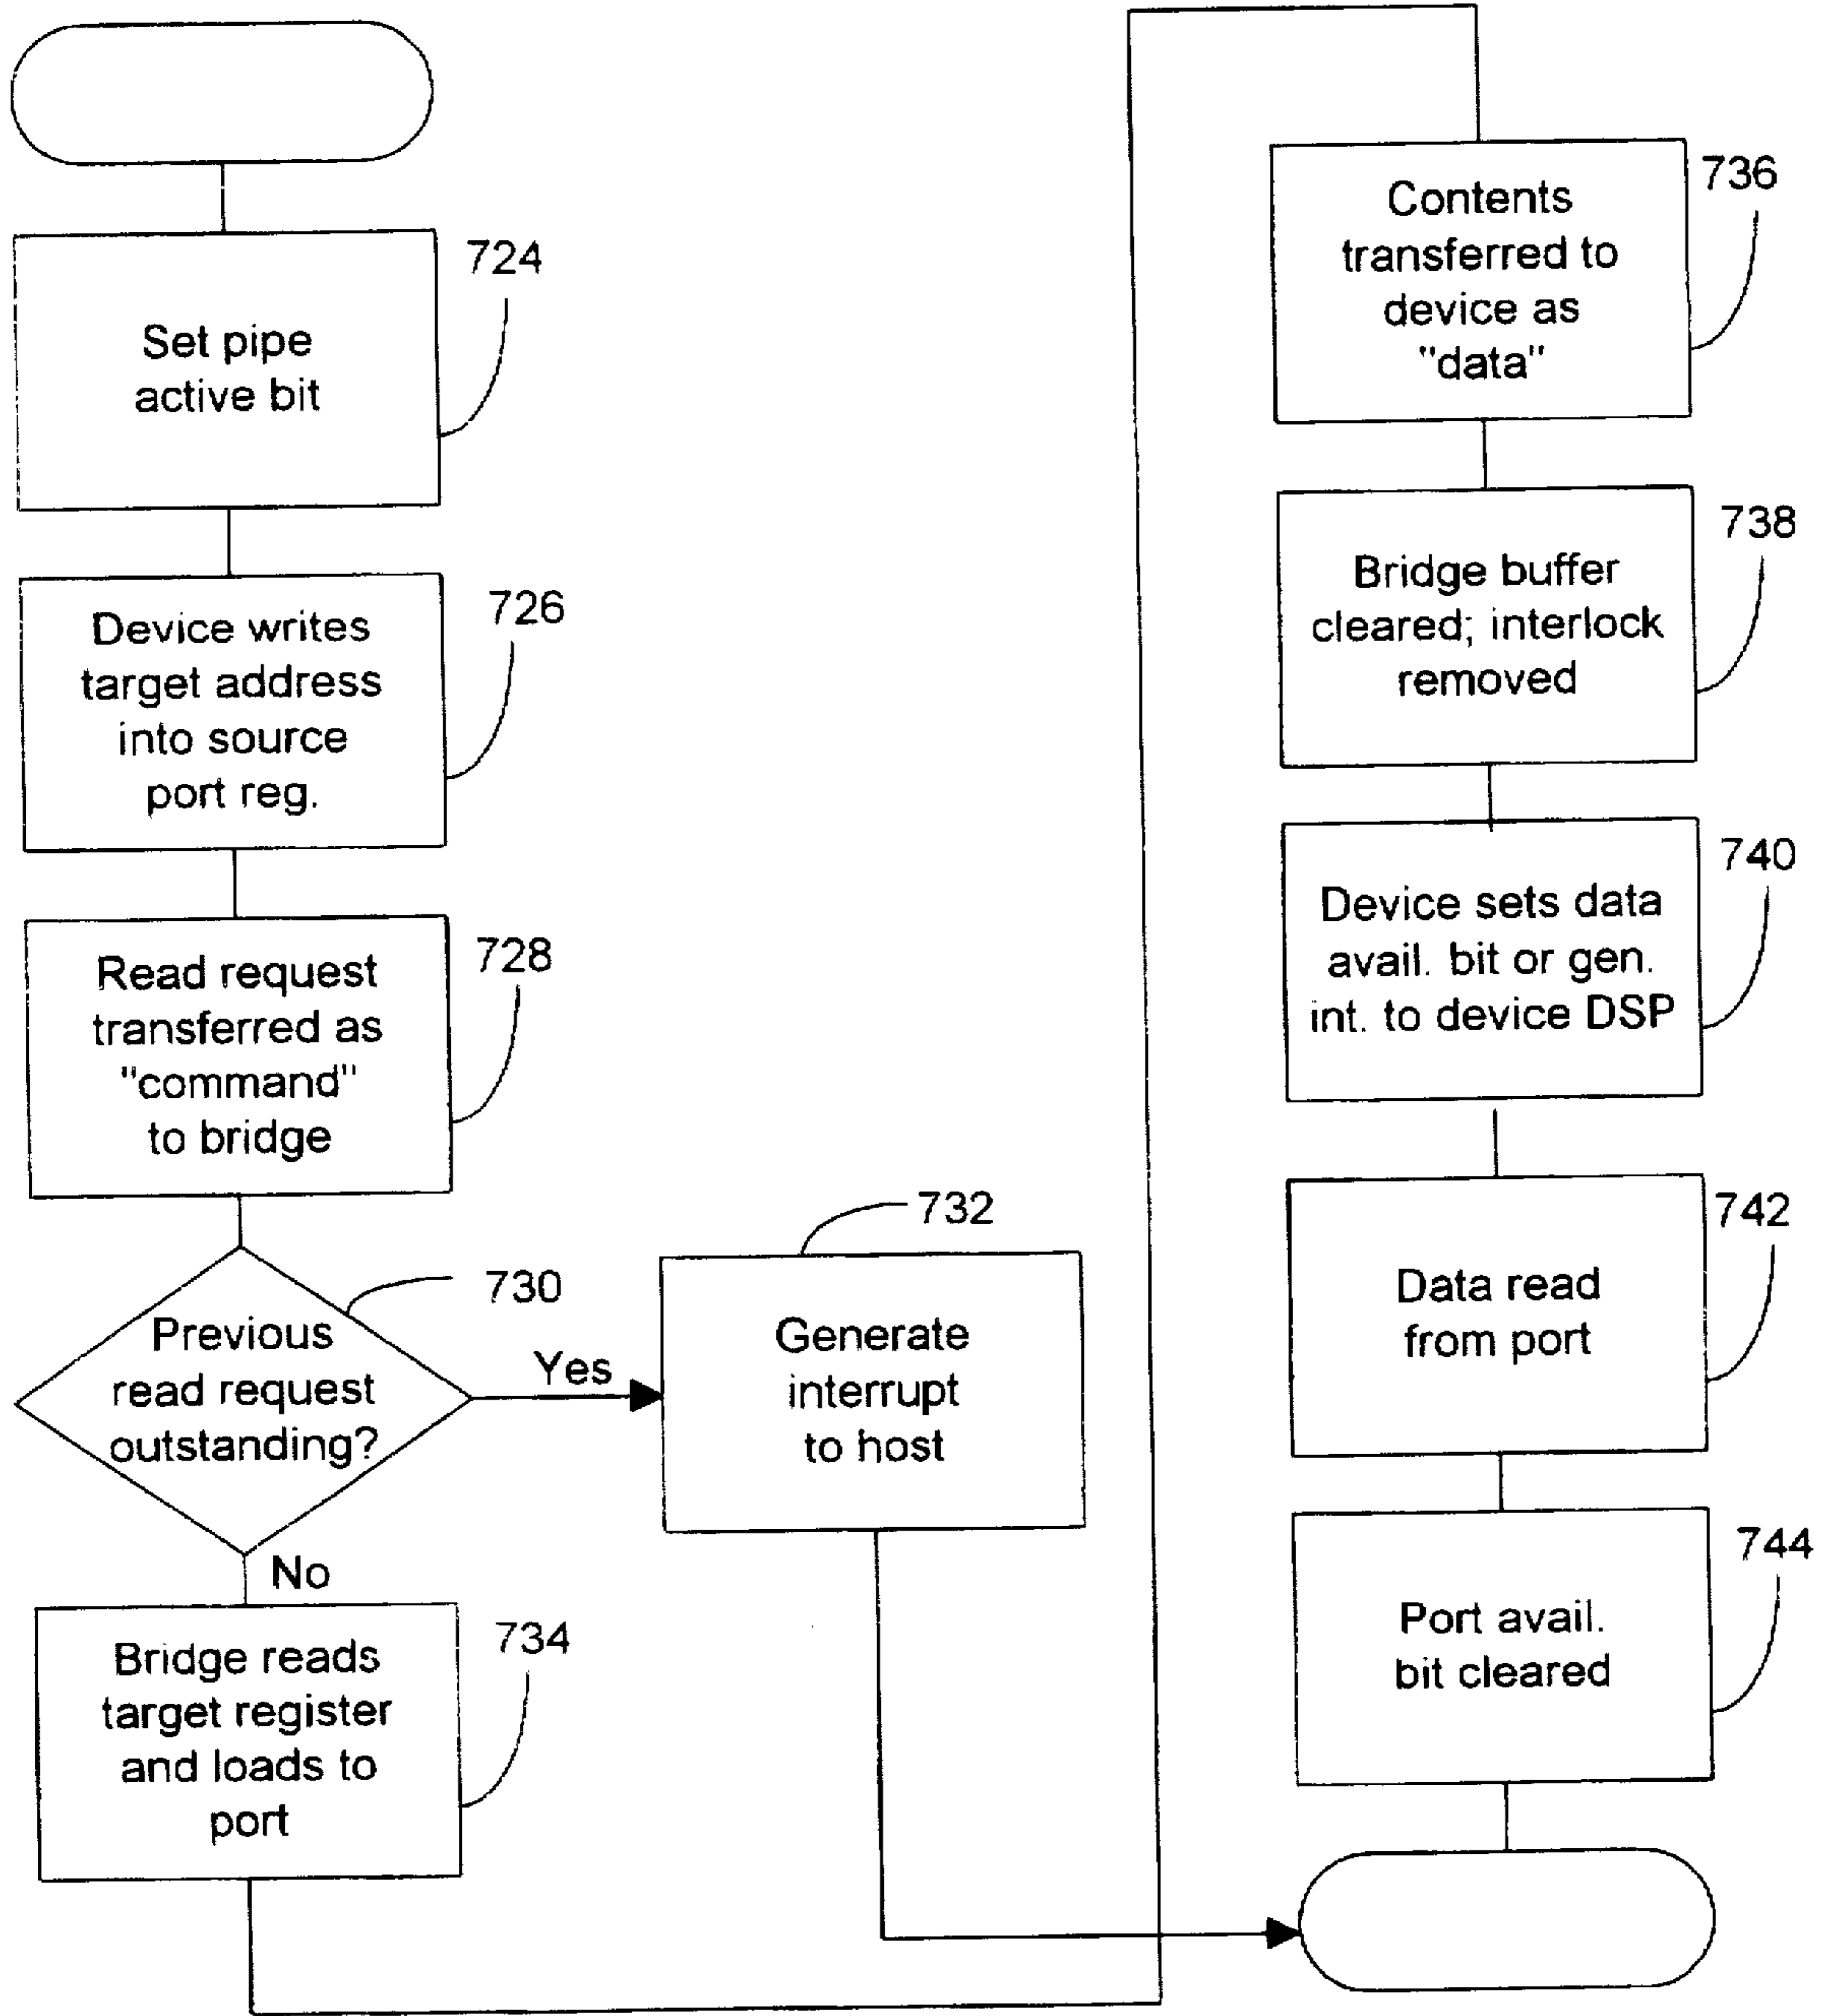 724
Set pipe
active bit
726
Device writes
target address
into source
port reg.
728
Read request
transferred as
"command"
to bridge
730
Previous
read request
outstanding?
Yes
No
732
Generate
interrupt
to host
734
Bridge reads
target register
and loads to
port
736
Contents
transferred to
device as
"data"
738
Bridge buffer
cleared; interlock
removed
740
Device sets data
avail. bit or gen.
int. to device DSP
742
Data read
from port
744
Port avail.
bit cleared